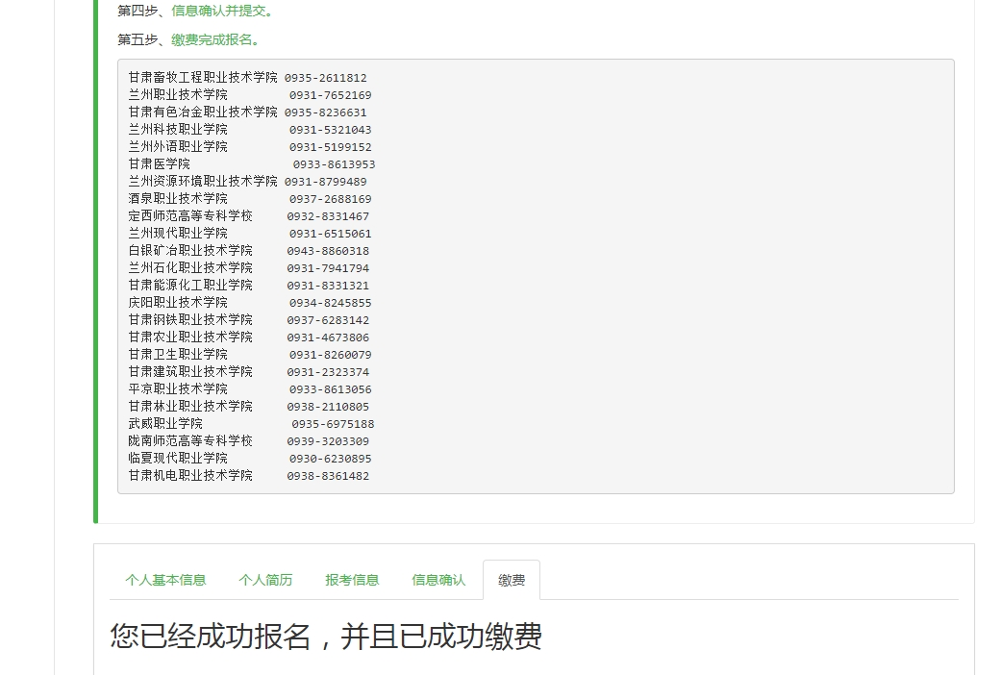 第四步、信息确认并提交。
第五步、缴费完成报名。
甘肃畜牧工程职业技术学院 0935-2611812
兰州职业技术学院 0931-7652169
甘肃有色冶金职业技术学院 0935-8236631
兰州科技职业学院 0931-5321043
兰州外语职业学院 0931-5199152
甘肃医学院 0933-8613953
兰州资源环境职业技术学院 0931-8799489
酒泉职业技术学院 0937-2688169
定西师范高等专科学校 0932-8331467
兰州现代职业学院 0931-6515061
白银矿冶职业技术学院 0943-8860318
兰州石化职业技术学院 0931-7941794
甘肃能源化工职业学院 0931-8331321
庆阳职业技术学院 0934-8245855
甘肃钢铁职业技术学院 0937-6283142
甘肃农业职业技术学院 0931-4673806
甘肃卫生职业学院 0931-8260079
甘肃建筑职业技术学院 0931-2323374
平凉职业技术学院 0933-8613056
甘肃林业职业技术学院 0938-2110805
武威职业学院 0935-6975188
陇南师范高等专科学校 0939-3203309
临夏现代职业学院 0930-6230895
甘肃机电职业技术学院 0938-8361482
个人基本信息 个人简历 报考信息 信息确认 缴费
您已经成功报名，并且已成功缴费